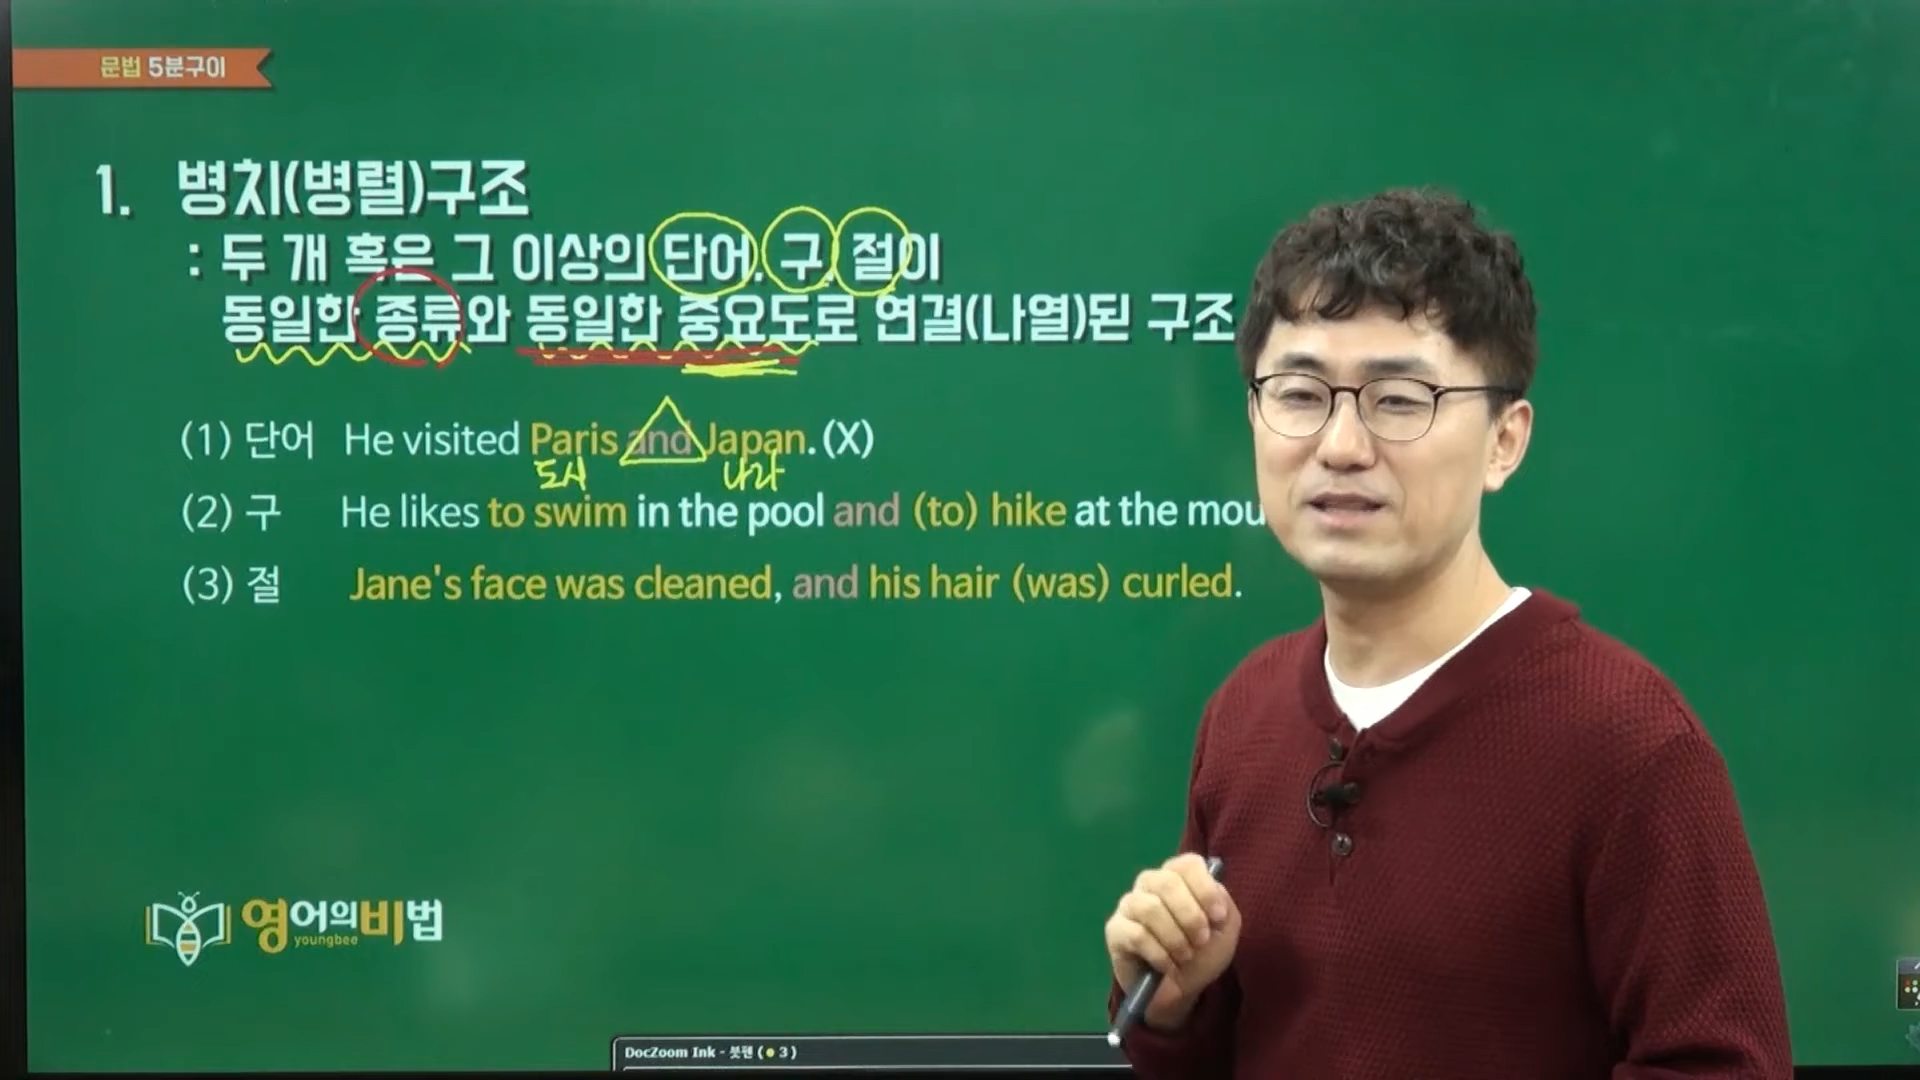 문법 5분구이
1. 병치(병렬)구조
: 두 개 혹은 그 이상의 단어, 구, 절이
동일한 종류와 동일한 중요도로 연결(나열)된 구조
(1) 단어 He visited Paris and Japan. (X)
도시 나라
(2) 구 He likes to swim in the pool and (to) hike at the mou
(3) 절 Jane's face was cleaned, and his hair (was) curled.
영어의비법
youngbee
DocZoom Ink - 붓펜 ( 3 )